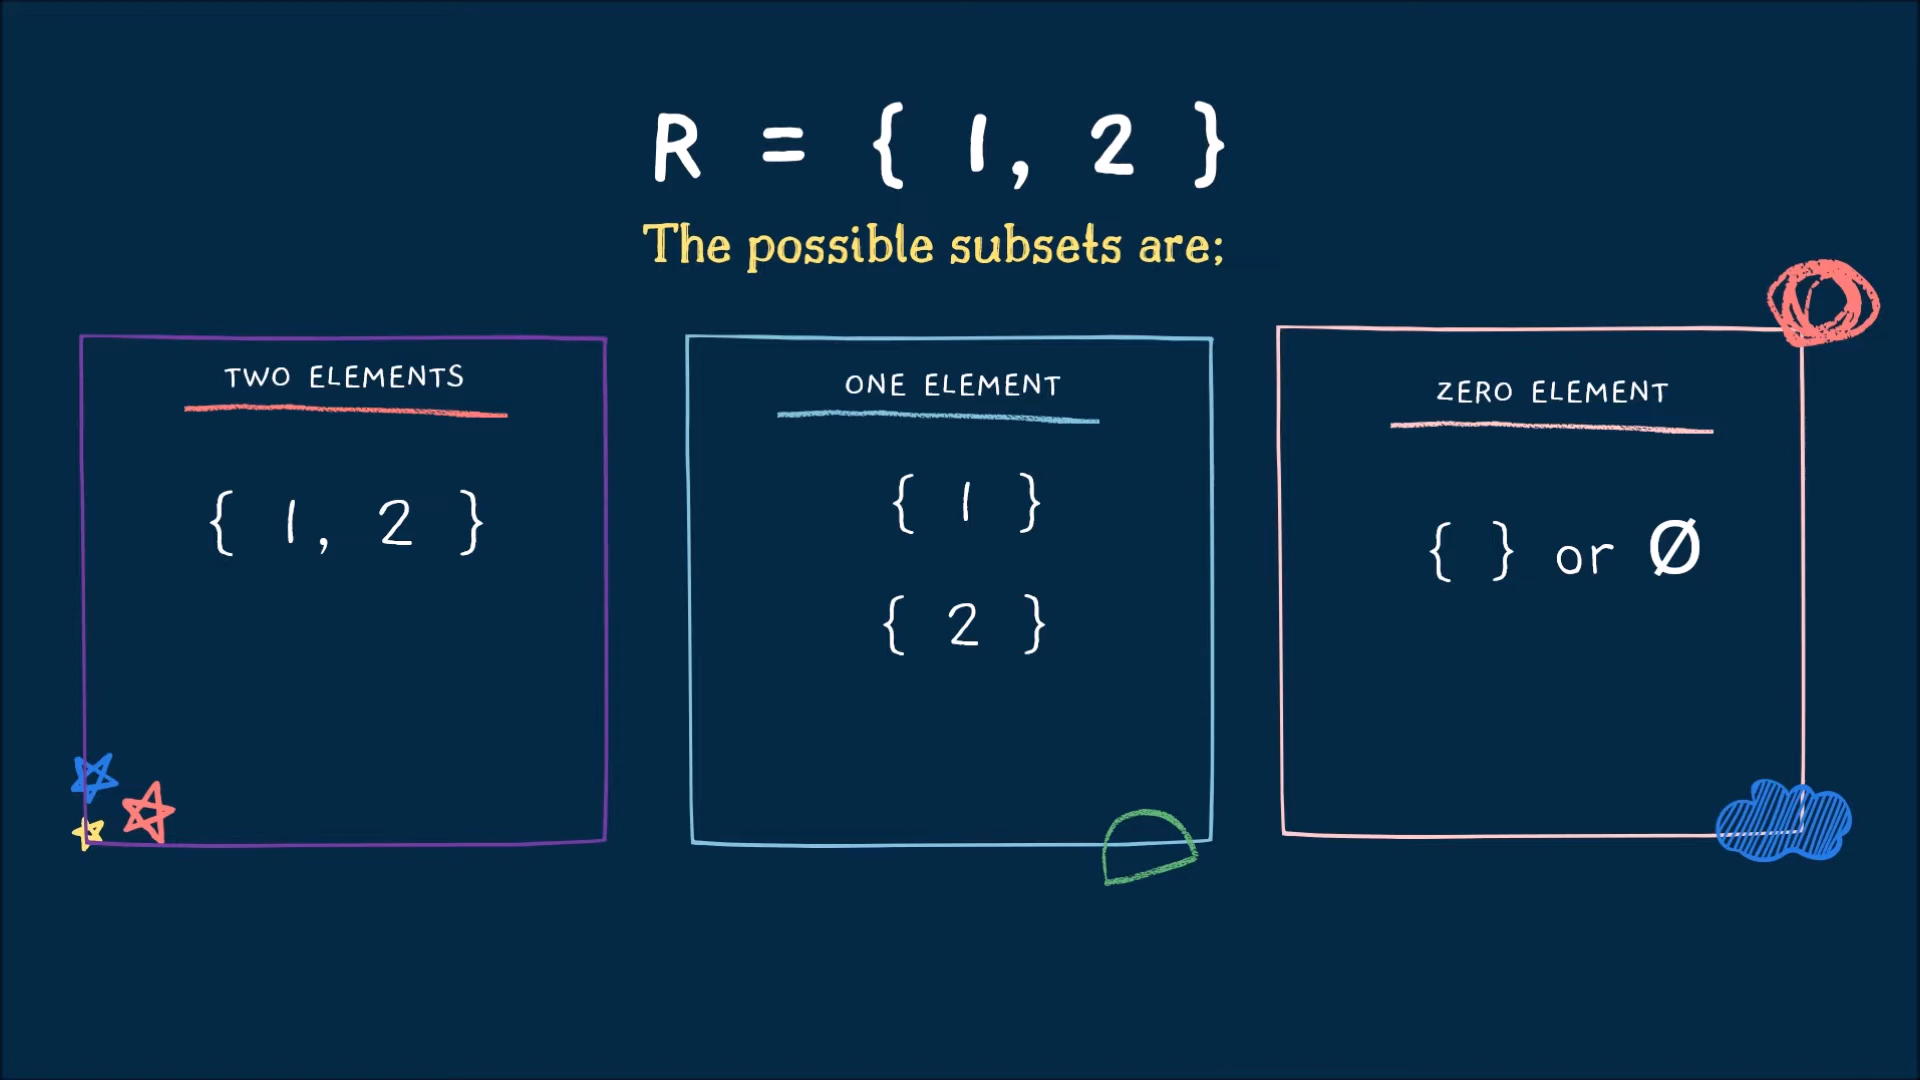 R = { 1, 2 }
The possible subsets are;
TWO ELEMENTS
{ 1, 2 }
ONE ELEMENT
{ 1 }
{ 2 }
ZERO ELEMENT
{ } or Ø